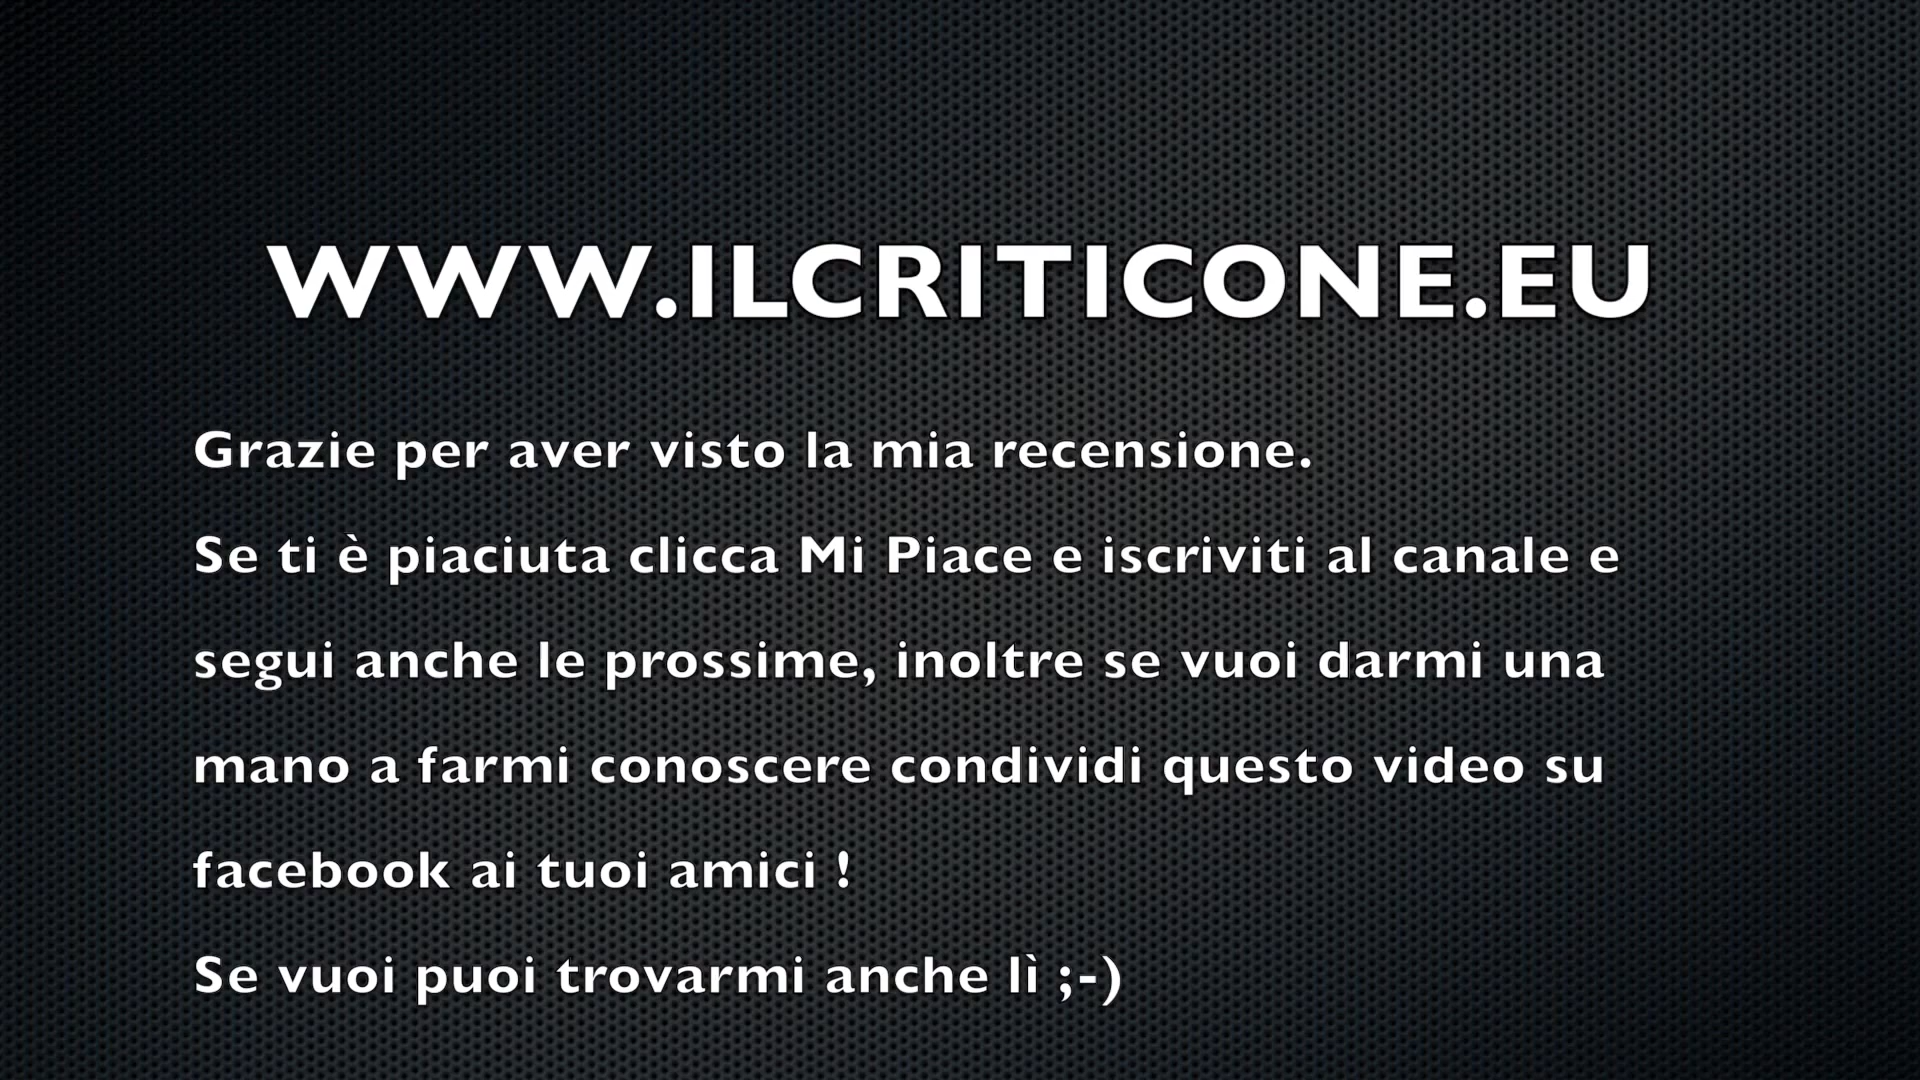 WWW.ILCRITICONE.EU
Grazie per aver visto la mia recensione.
Se ti è piaciuta clicca Mi Piace e iscriviti al canale e
segui anche le prossime, inoltre se vuoi darmi una
mano a farmi conoscere condividi questo video su
facebook ai tuoi amici !
Se vuoi puoi trovarmi anche lì ;-)